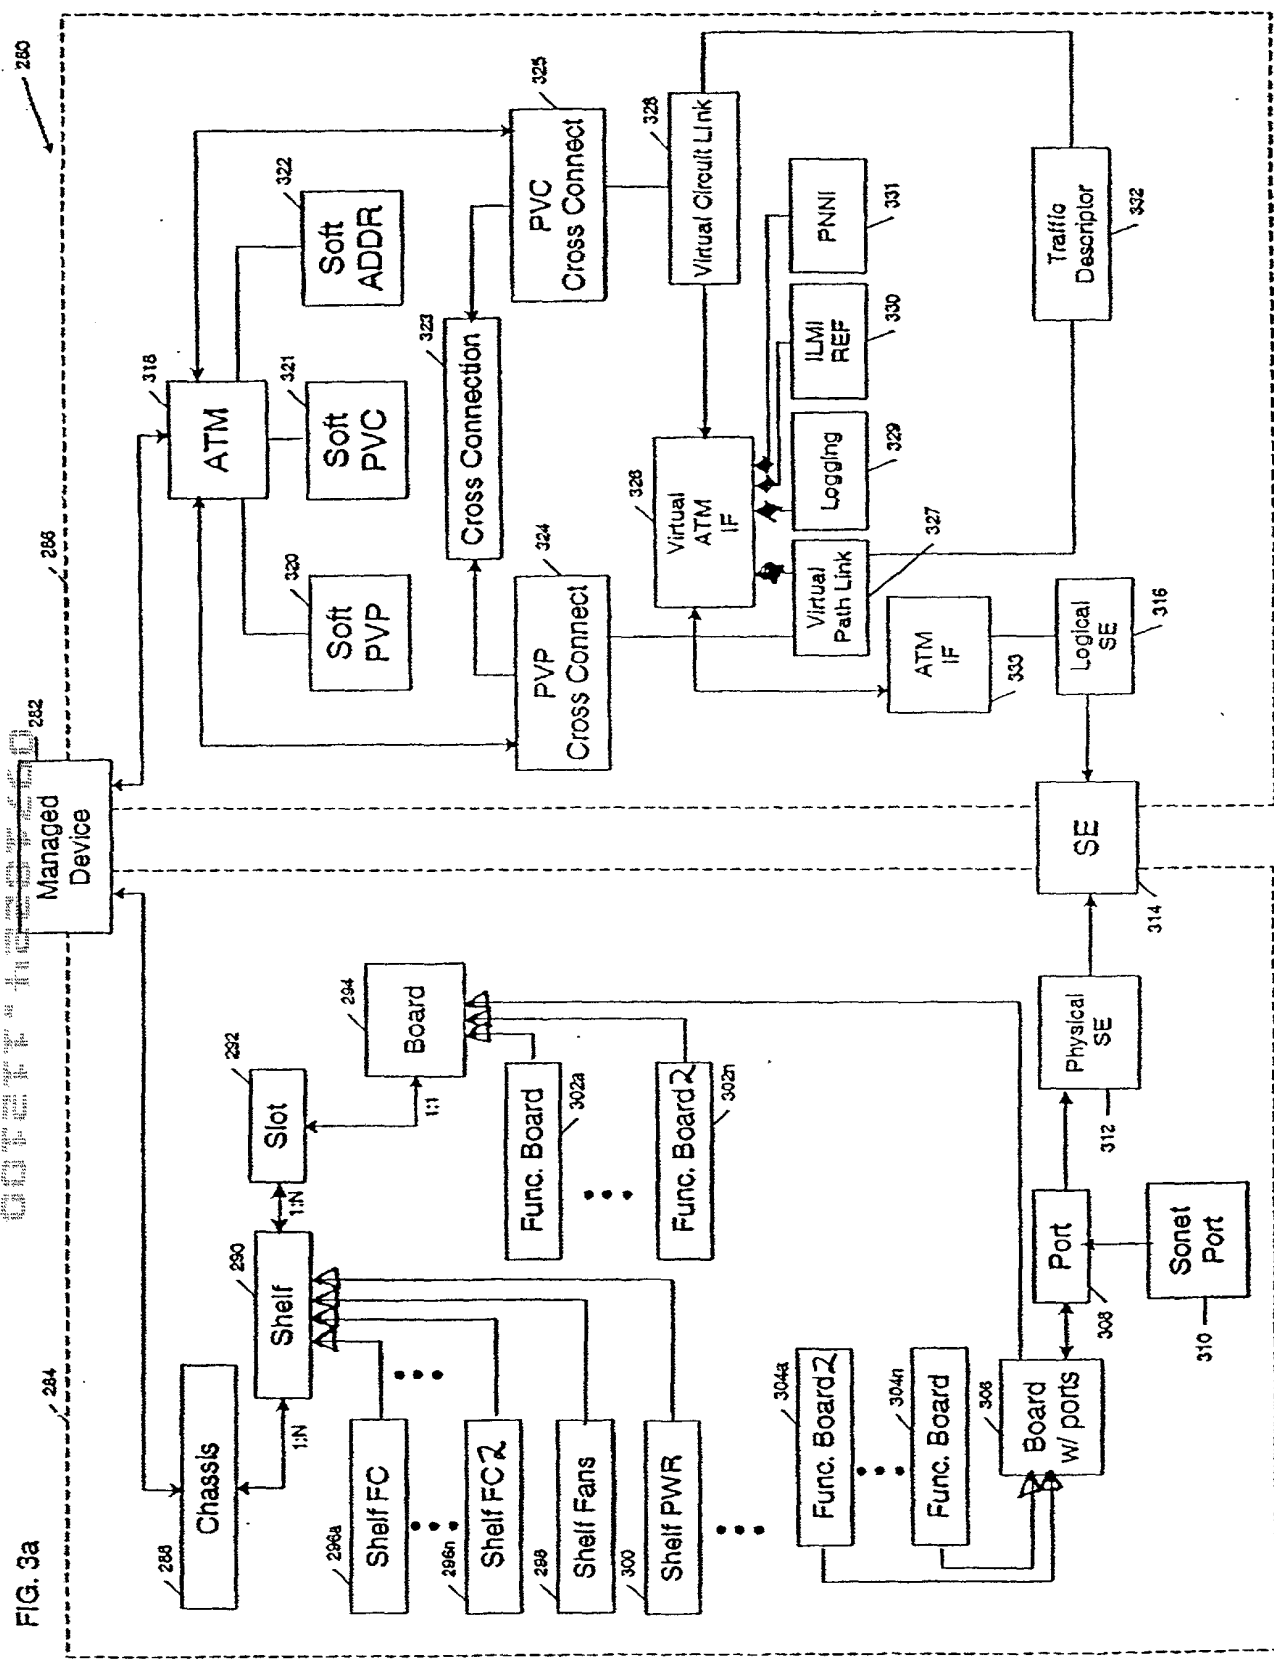 FIG. 3a
280
282
Managed
Device
284
286
288
Chassis
1:N
290
Shelf
1:N
292
Slot
1:1
294
Board
296a
Shelf FC
296n
Shelf FC2
298
Shelf Fans
300
Shelf PWR
Func. Board
302a
Func. Board2
302n
304a
Func. Board2
304n
Func. Board
306
Board
w/ ports
Port
308
Sonet
Port
310
Physical
SE
312
SE
314
Logical
SE
316
318
ATM
320
Soft
PVP
321
Soft
PVC
322
Soft
ADDR
323
Cross Connection
324
PVP
Cross Connect
325
PVC
Cross Connect
326
Virtual
ATM
IF
Virtual
Path Link
327
328
Virtual Circuit Link
Logging
329
ILMI
REF
330
PNNI
331
Traffic
Descriptor
332
ATM
IF
333